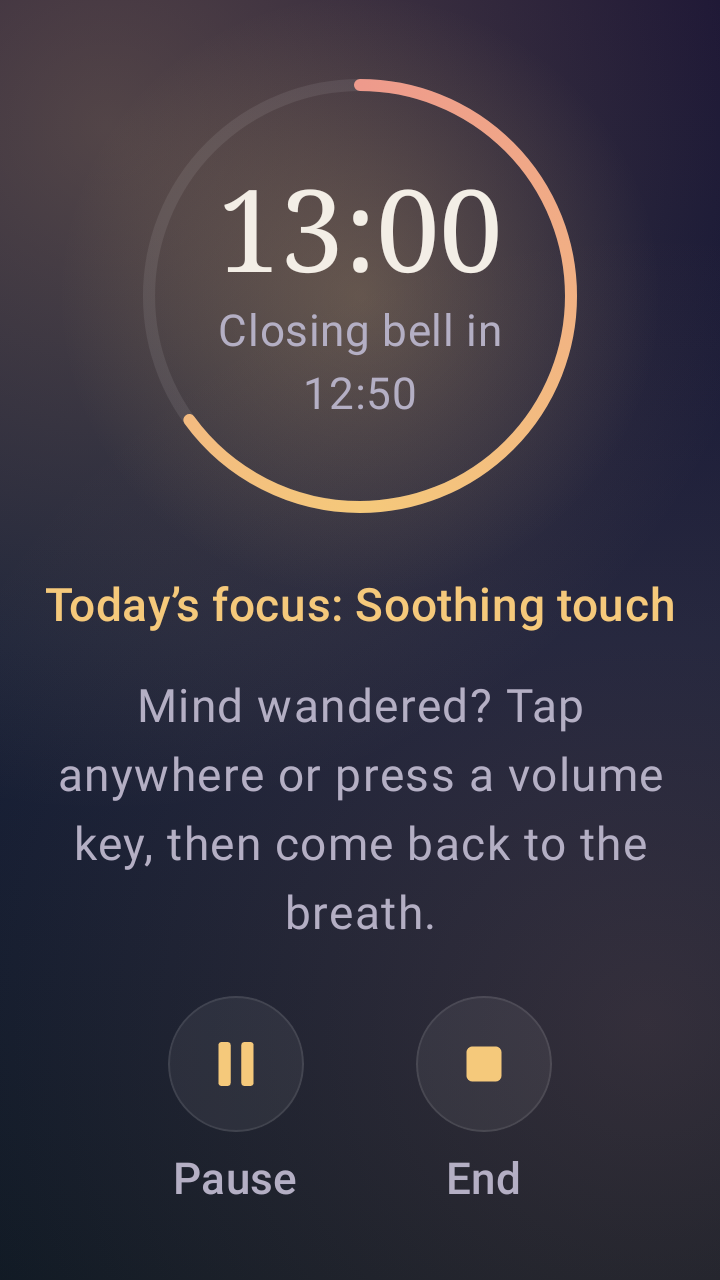 13:00
Closing bell in
12:50
Today’s focus: Soothing touch
Mind wandered? Tap
anywhere or press a volume
key, then come back to the
breath.
Pause
End